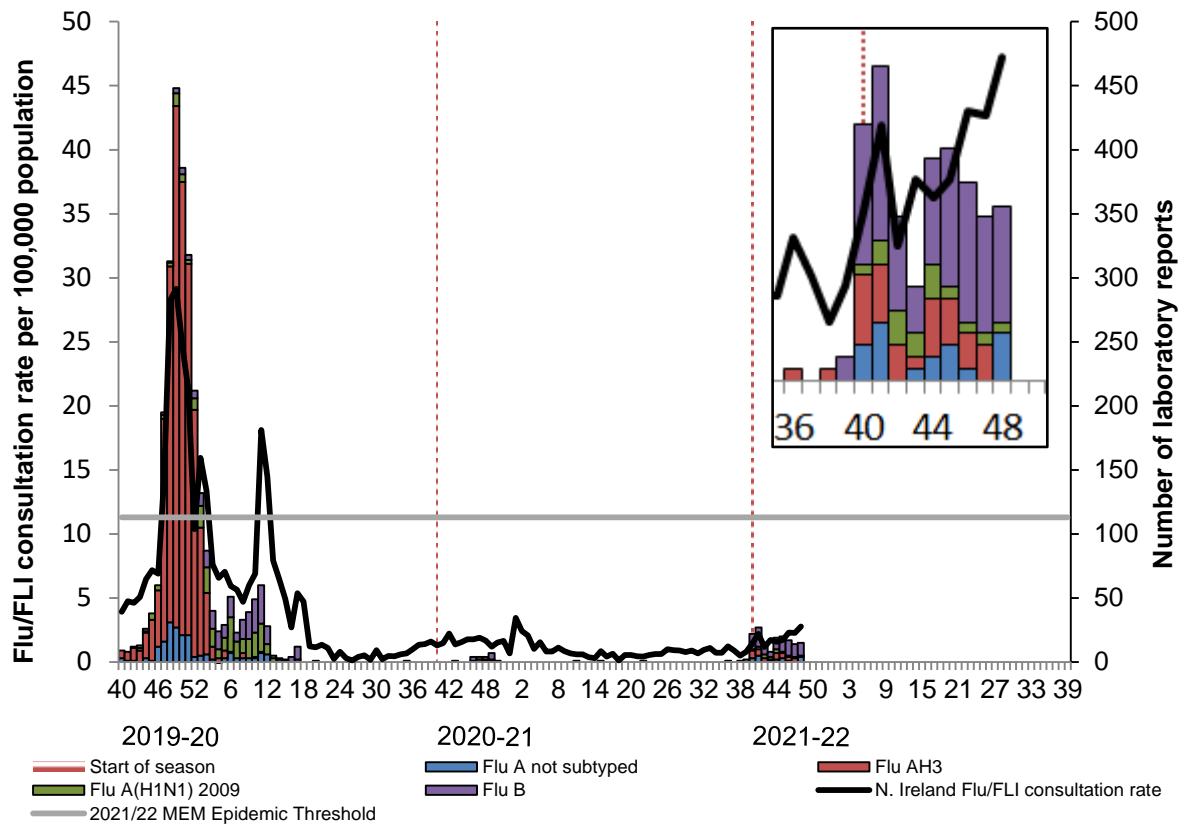 Flu/FLI consultation rate per 100,000 population
50
45
40
35
30
25
20
15
10
5
0
500
450
400
350
300
250
200
150
100
50
0
Number of laboratory reports
36 40 44 48
40 46 52 6 12 18 24 30 36 42 48 2 8 14 20 26 32 38 44 50 3 9 15 21 27 33 39
2019-20 2020-21 2021-22
Start of season Flu A not subtyped Flu AH3
Flu A(H1N1) 2009 Flu B N. Ireland Flu/FLI consultation rate
2021/22 MEM Epidemic Threshold